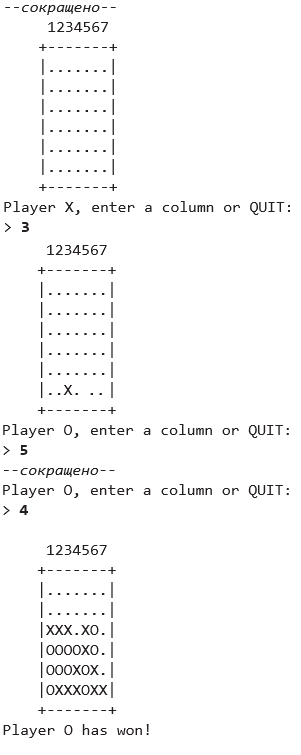 --сокращено--
1234567
+-------+
|.......|
|.......|
|.......|
|.......|
|.......|
|.......|
+-------+
Player X, enter a column or QUIT:
> 3
1234567
+-------+
|.......|
|.......|
|.......|
|.......|
|.......|
|..X. ..|
+-------+
Player O, enter a column or QUIT:
> 5
--сокращено--
Player O, enter a column or QUIT:
> 4
1234567
+-------+
|.......|
|.......|
|XXX.XO.|
|OOOOXO.|
|OOOXOX.|
|OXXXOXX|
+-------+
Player O has won!